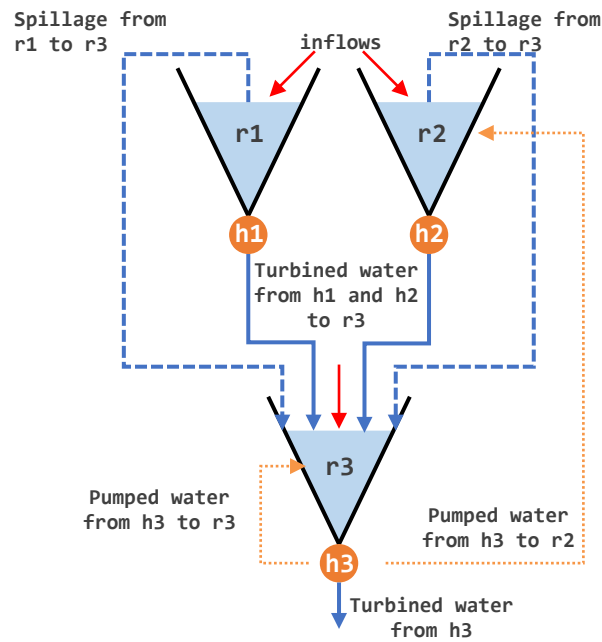 Spillage from
r1 to r3
inflows
Spillage from
r2 to r3
r1
r2
h1
h2
Turbined water
from h1 and h2
to r3
r3
Pumped water
from h3 to r3
Pumped water
from h3 to r2
h3
Turbined water
from h3